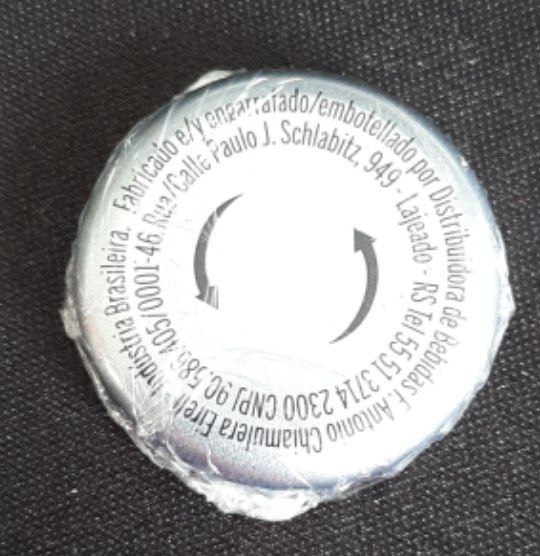 Fabricado e/y engarrafado/embotellado por Distribuidora de Bebidas F. Antonio Chiamulera Eireli Indústria Brasileira.
Rua/Calle Paulo J. Schlabitz, 949 - Lajeado - RS Tel 55 51 3714 2300 CNPJ 90.586.405/0001-46